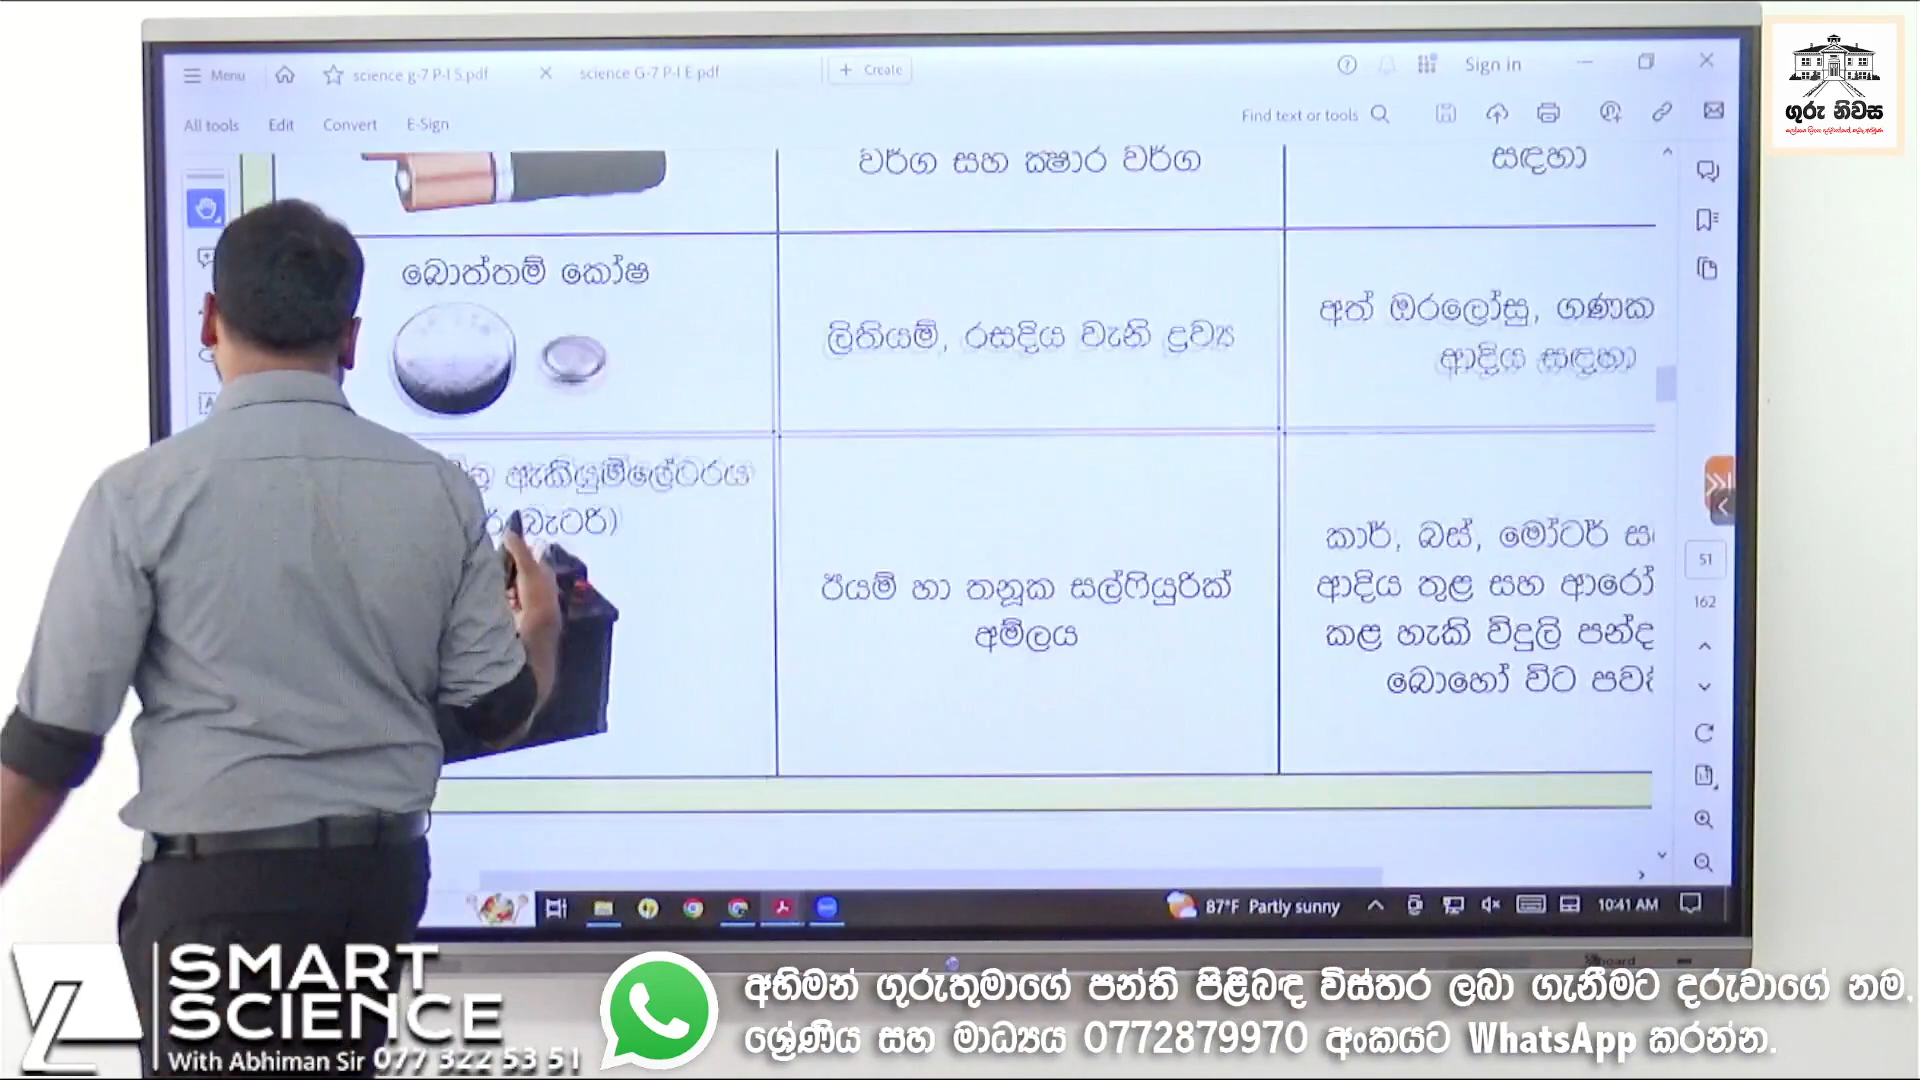 Menu
science g-7 P-I S.pdf
science G-7 P-I E.pdf
Create
Sign in
All tools Edit Convert E-Sign
Find text or tools
ගුරු නිවස
වර්ග සහ ක්ෂාර වර්ග
සඳහා
බොත්තම් කෝෂ
ලිතියම්, රසදිය වැනි ද්‍රව්‍ය
අත් ඔරලෝසු, ගණක
ආදිය සඳහා
ඇකියුම්ලේටරය
බැටරි)
ඊයම් හා තනුක සල්ෆියුරික්
අම්ලය
කාර්, බස්, මෝටර්
ආදිය තුළ සහ ආරෝ
කළ හැකි විදුලි පන්ද
බොහෝ විට
51
162
87°F Partly sunny
10:41 AM
SMART
SCIENCE
With Abhiman Sir 077 322 53 51
අභිමන් ගුරුතුමාගේ පන්ති පිළිබඳ විස්තර ලබා ගැනීමට දරුවාගේ නම,
ශ්‍රේණිය සහ මාධ්‍යය 0772879970 අංකයට WhatsApp කරන්න.